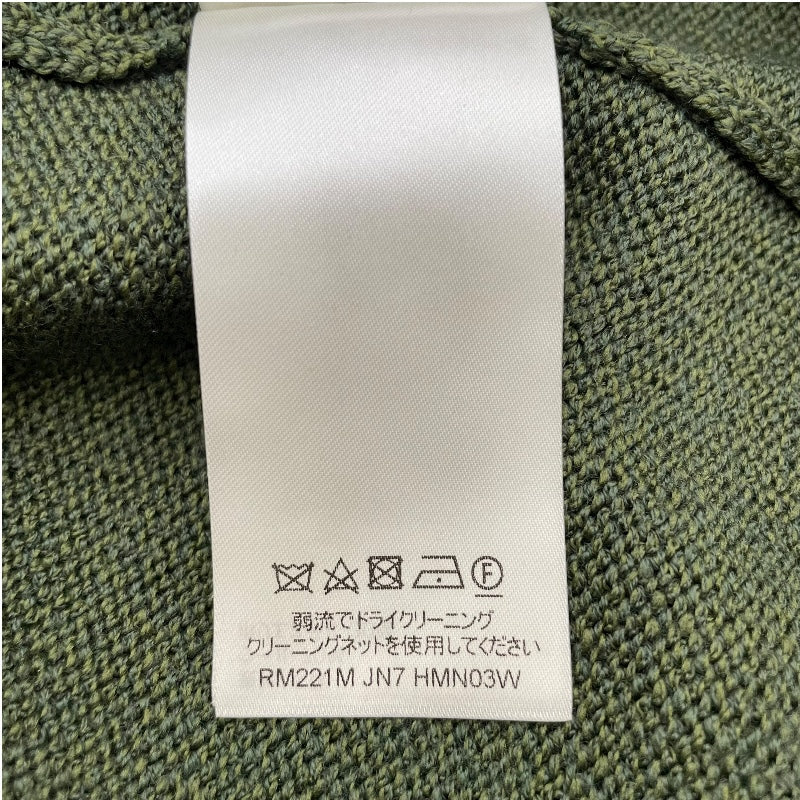 F
弱流でドライクリーニング
クリーニングネットを使用してください
RM221M JN7 HMN03W